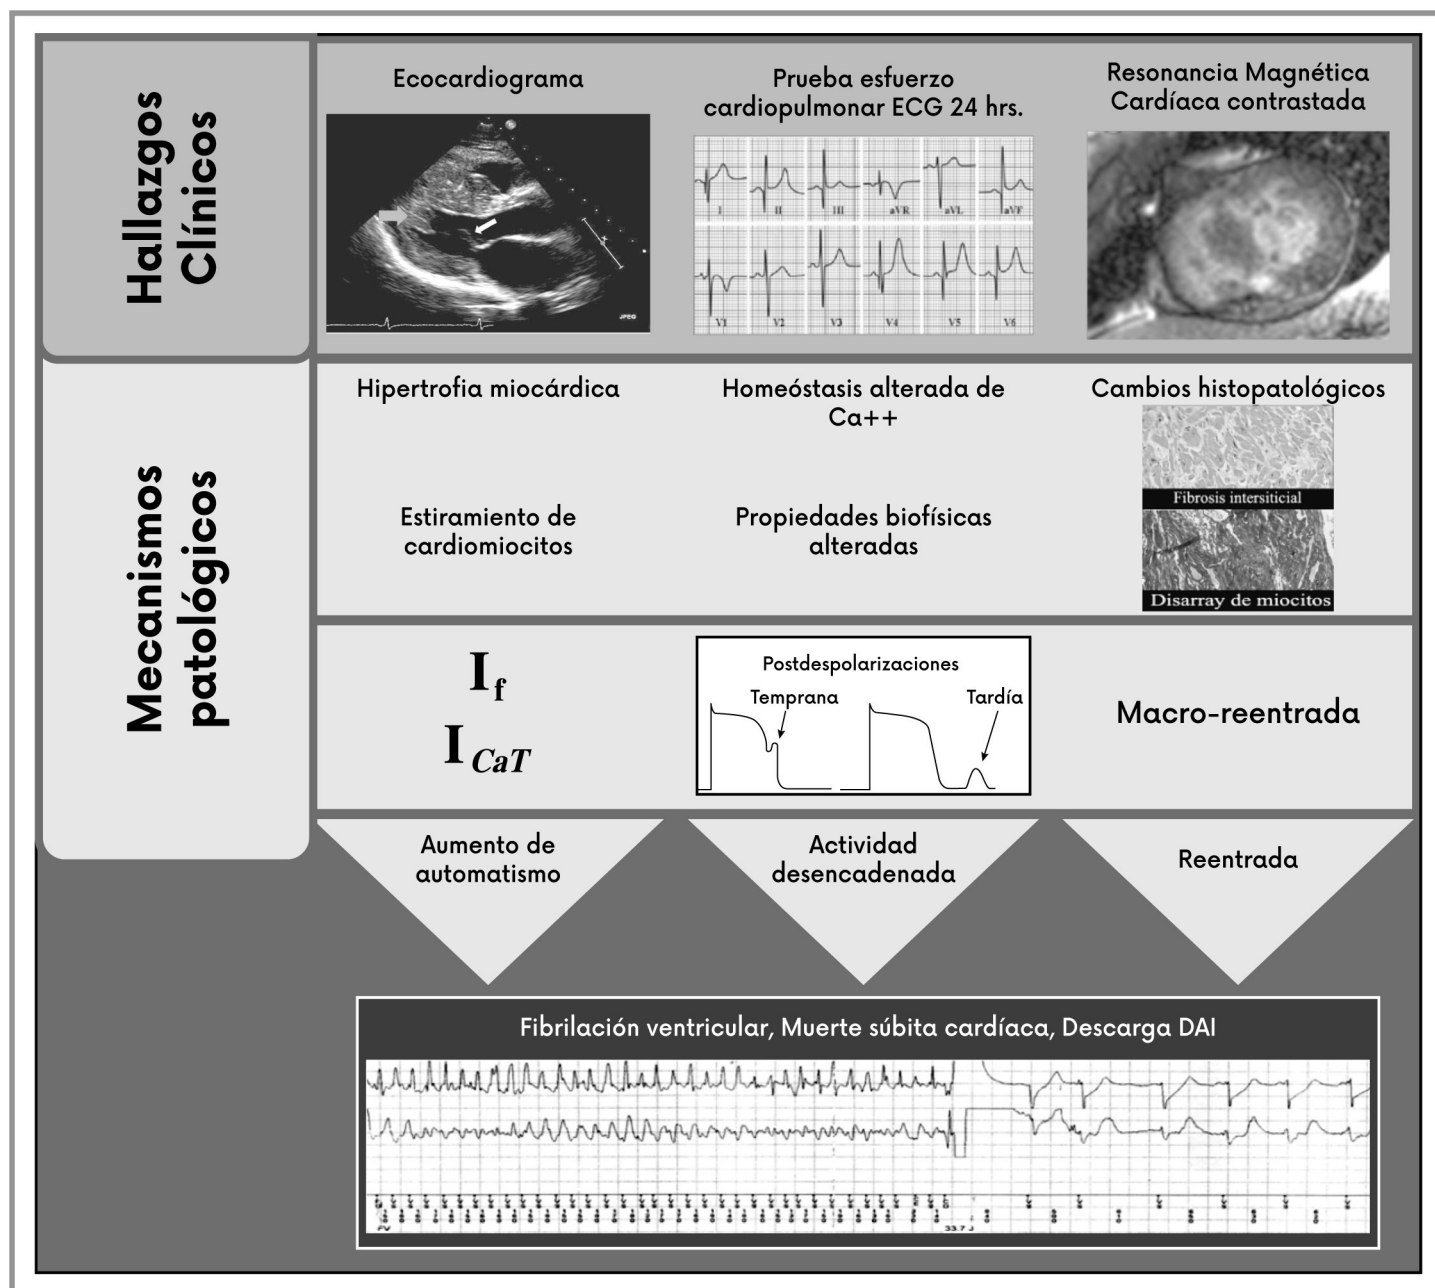 Hallazgos
Clínicos
Ecocardiograma
JPEG
Prueba esfuerzo
cardiopulmonar ECG 24 hrs.
I II III aVR aVL aVF
V1 V2 V3 V4 V5 V6
Resonancia Magnética
Cardíaca contrastada
Mecanismos
patológicos
Hipertrofia miocárdica
Homeóstasis alterada de
Ca++
Cambios histopatológicos
Fibrosis intersiticial
Disarray de miocitos
Estiramiento de
cardiomiocitos
Propiedades biofísicas
alteradas
If
ICaT
Postdespolarizaciones
Temprana
Tardía
Macro-reentrada
Aumento de
automatismo
Actividad
desencadenada
Reentrada
Fibrilación ventricular, Muerte súbita cardíaca, Descarga DAI
33.7 J